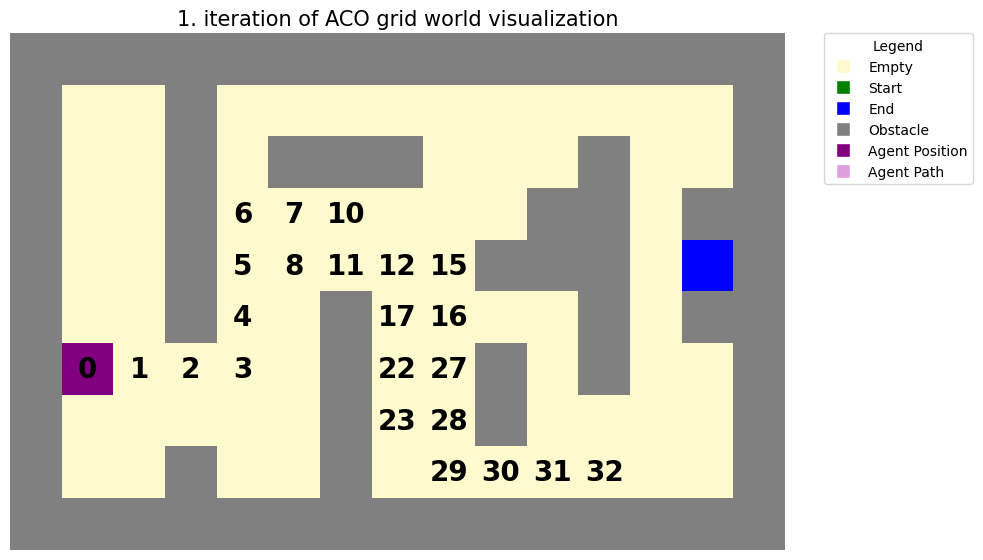 1. iteration of ACO grid world visualization
Legend
Empty
Start
End
Obstacle
Agent Position
Agent Path
6 7 10
5 8 11 12 15
4 17 16
0 1 2 3 22 27
23 28
29 30 31 32